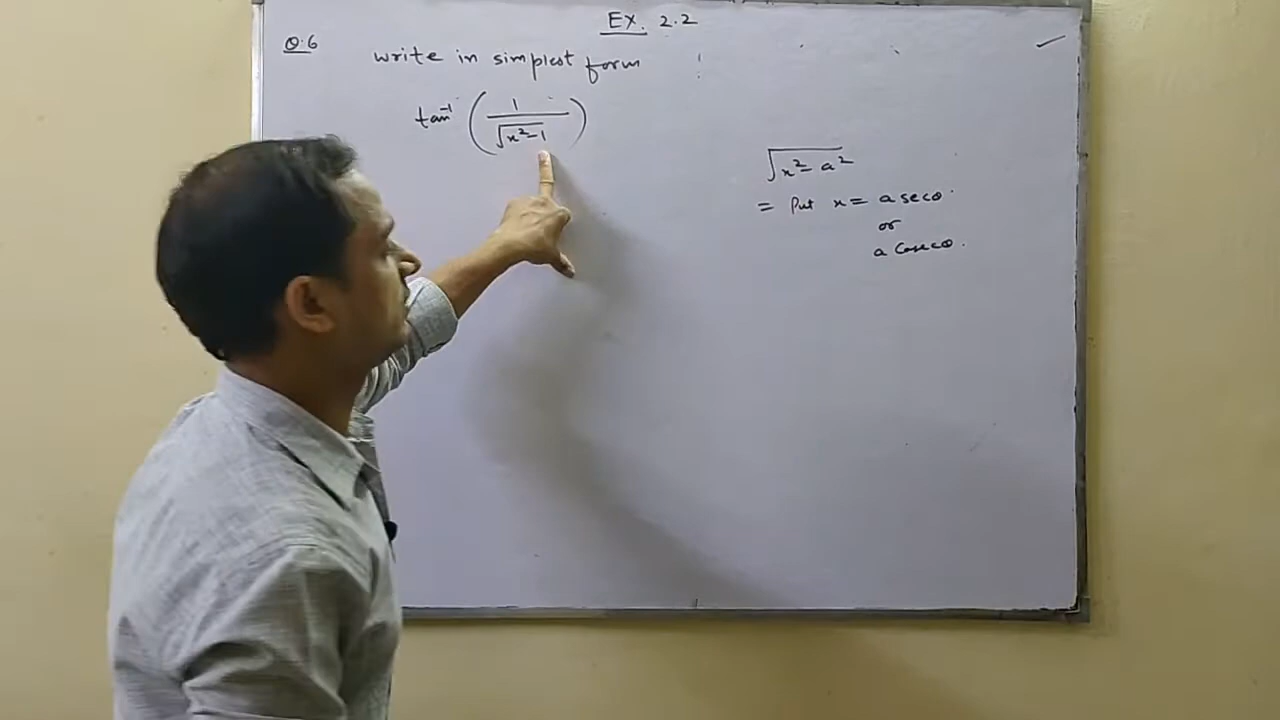 EX. 2.2
Q.6 write in simplest form :
tan⁻¹ (1/√(x²-1))
√(x²-a²)
= Put x = a secθ
or
a cosecθ.